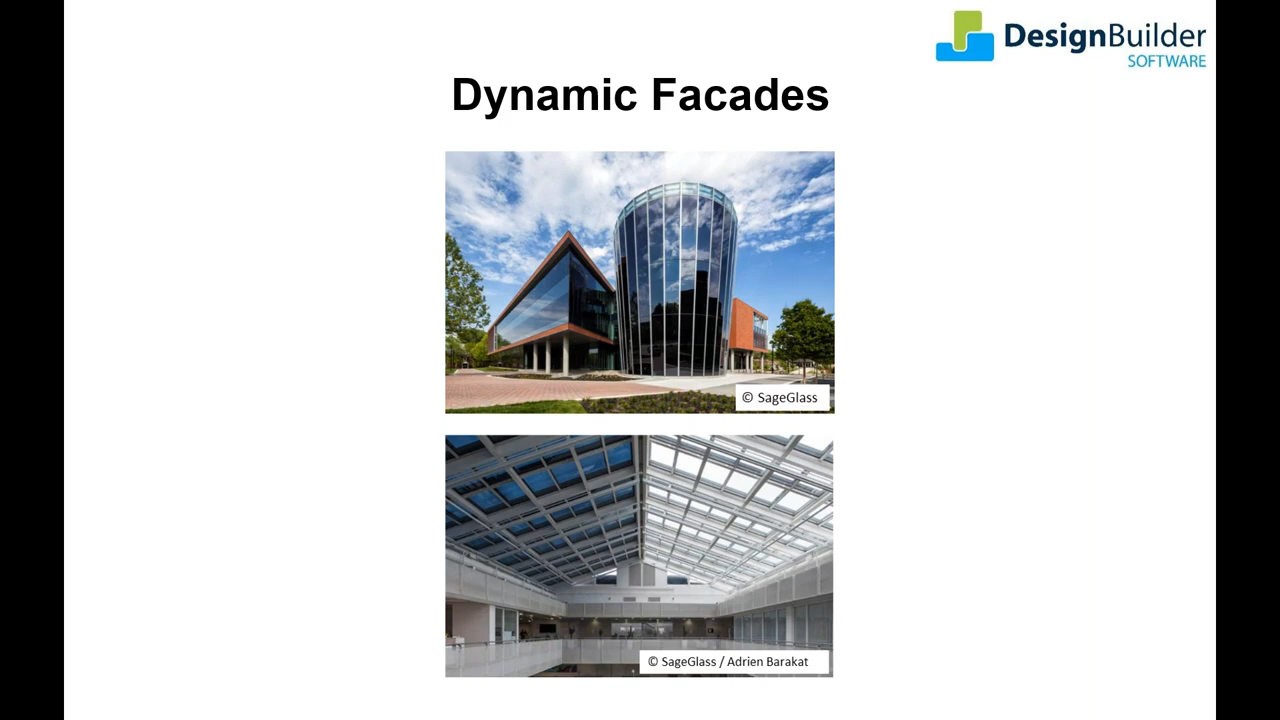 DesignBuilder
SOFTWARE
Dynamic Facades
© SageGlass
© SageGlass / Adrien Barakat